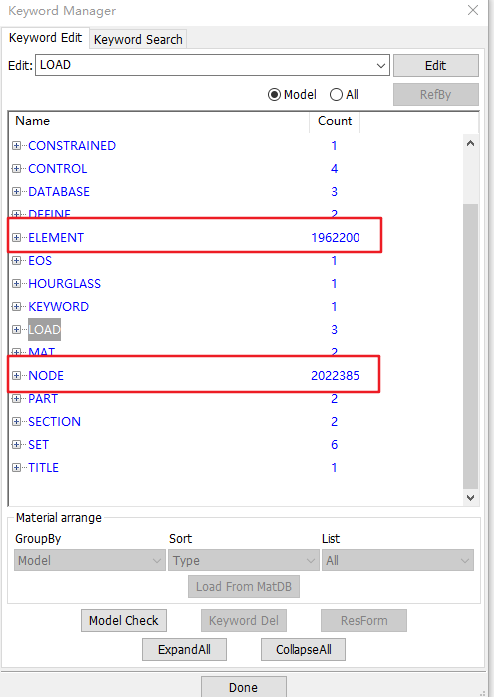 Keyword Manager
Keyword Edit Keyword Search
Edit: LOAD Edit
Model All RefBy
Name Count
CONSTRAINED 1
CONTROL 4
DATABASE 3
DEFINE 2
ELEMENT 1962200
EOS 1
HOURGLASS 1
KEYWORD 1
LOAD 3
MAT 2
NODE 2022385
PART 2
SECTION 2
SET 6
TITLE 1
Material arrange
GroupBy Sort List
Model Type All
Load From MatDB
Model Check Keyword Del ResForm
ExpandAll CollapseAll
Done